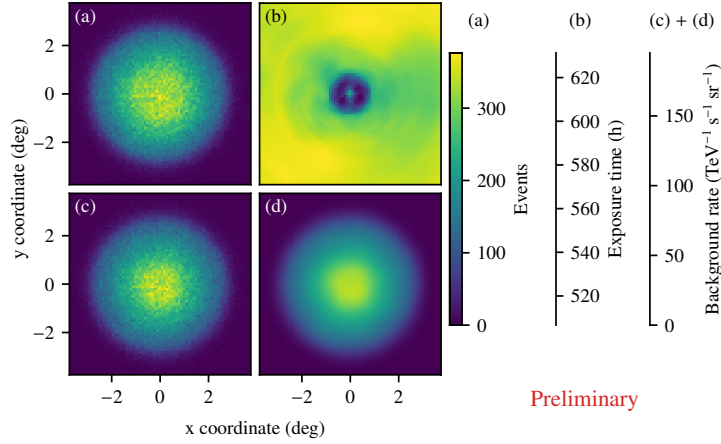 (a) (b) (c) + (d)
(a) (b)
2
0
−2
300
200
100
0
Events
620
600
580
560
540
520
Exposure time (h)
150
100
50
0
Background rate (TeV⁻¹ s⁻¹ sr⁻¹)
y coordinate (deg)
(c) (d)
2
0
−2
−2 0 2 −2 0 2
x coordinate (deg)
Preliminary